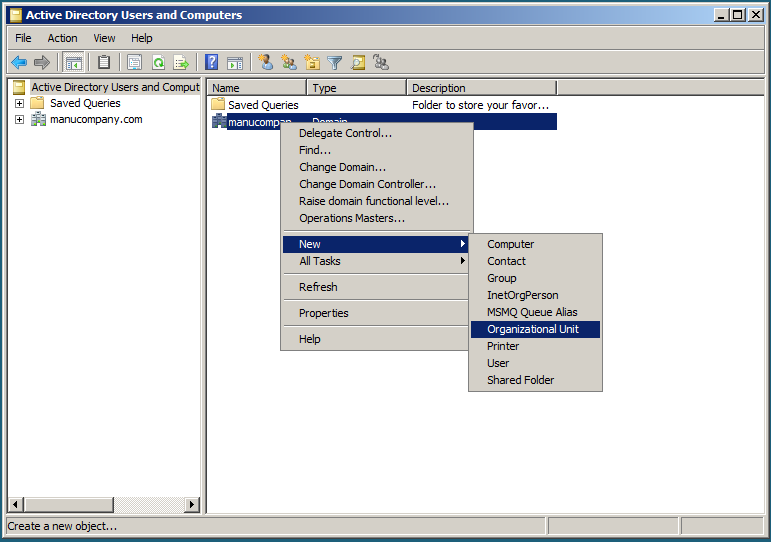 Active Directory Users and Computers
File Action View Help
Active Directory Users and Comput
Saved Queries
manucompany.com
Name Type Description
Saved Queries Folder to store your favor...
manucompan Domain
Delegate Control...
Find...
Change Domain...
Change Domain Controller...
Raise domain functional level...
Operations Masters...
New
All Tasks
Refresh
Properties
Help
Computer
Contact
Group
InetOrgPerson
MSMQ Queue Alias
Organizational Unit
Printer
User
Shared Folder
Create a new object...